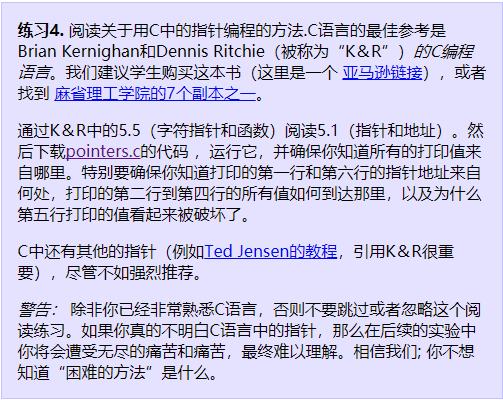 练习4. 阅读关于用C中的指针编程的方法.C语言的最佳参考是
Brian Kernighan和Dennis Ritchie（被称为“K＆R”）的C编程
语言。我们建议学生购买这本书（这里是一个 亚马逊链接），或者
找到 麻省理工学院的7个副本之一。
通过K＆R中的5.5（字符指针和函数）阅读5.1（指针和地址）。然
后下载pointers.c的代码 ，运行它，并确保你知道所有的打印值来
自哪里。特别要确保你知道打印的第一行和第六行的指针地址来自
何处，打印的第二行到第四行的所有值如何到达那里，以及为什么
第五行打印的值看起来被破坏了。
C中还有其他的指针（例如Ted Jensen的教程，引用K＆R很重
要），尽管不如强烈推荐。
警告： 除非你已经非常熟悉C语言，否则不要跳过或者忽略这个阅
读练习。如果你真的不明白C语言中的指针，那么在后续的实验中
你将会遭受无尽的痛苦和痛苦，最终难以理解。相信我们; 你不想
知道“困难的方法”是什么。